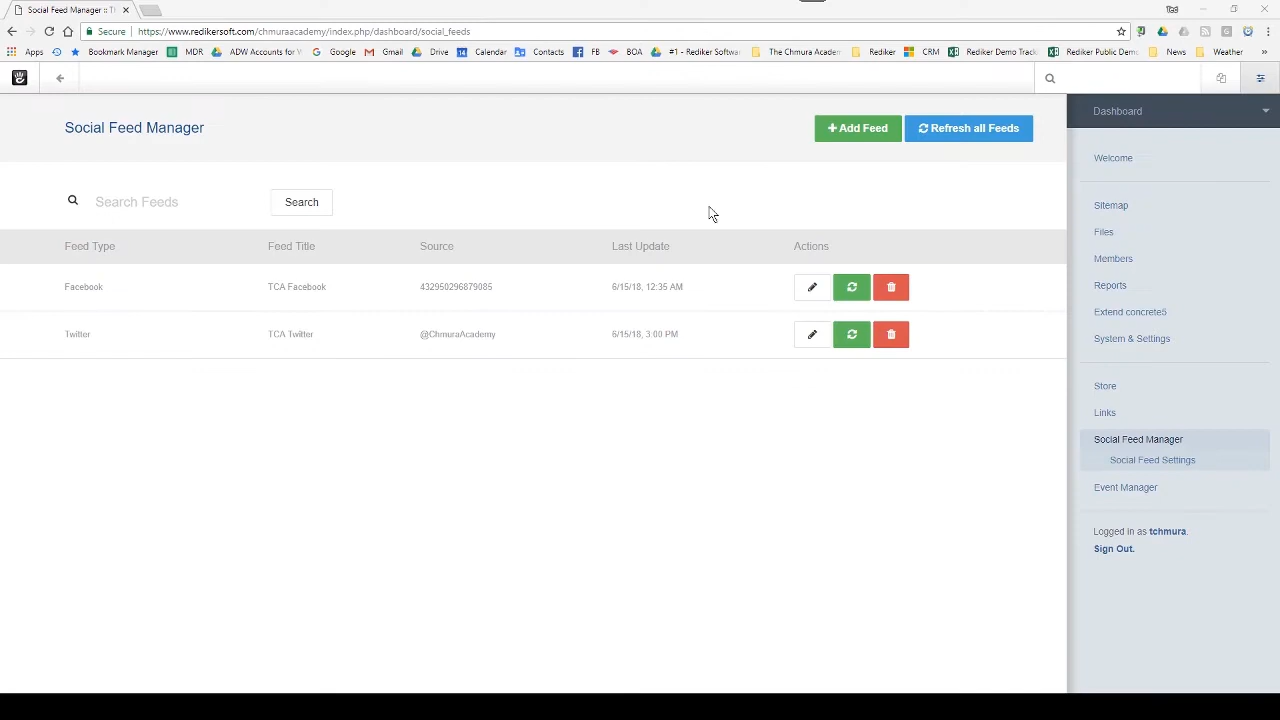 Social Feed Manager :: Th
Secure https://www.redikersoft.com/chmuraacademy/index.php/dashboard/social_feeds
Apps Bookmark Manager MDR ADW Accounts for V Google Gmail Drive 14 Calendar Contacts FB BOA #1 - Rediker Softwa The Chmura Academ Rediker CRM Rediker Demo Track Rediker Public Demo News Weather »
Social Feed Manager
Add Feed
Refresh all Feeds
Search Feeds
Search
Feed Type Feed Title Source Last Update Actions
Facebook TCA Facebook 432950296879085 6/15/18, 12:35 AM
Twitter TCA Twitter @ChmuraAcademy 6/15/18, 3:00 PM
Dashboard
Welcome
Sitemap
Files
Members
Reports
Extend concrete5
System & Settings
Store
Links
Social Feed Manager
Social Feed Settings
Event Manager
Logged in as tchmura.
Sign Out.